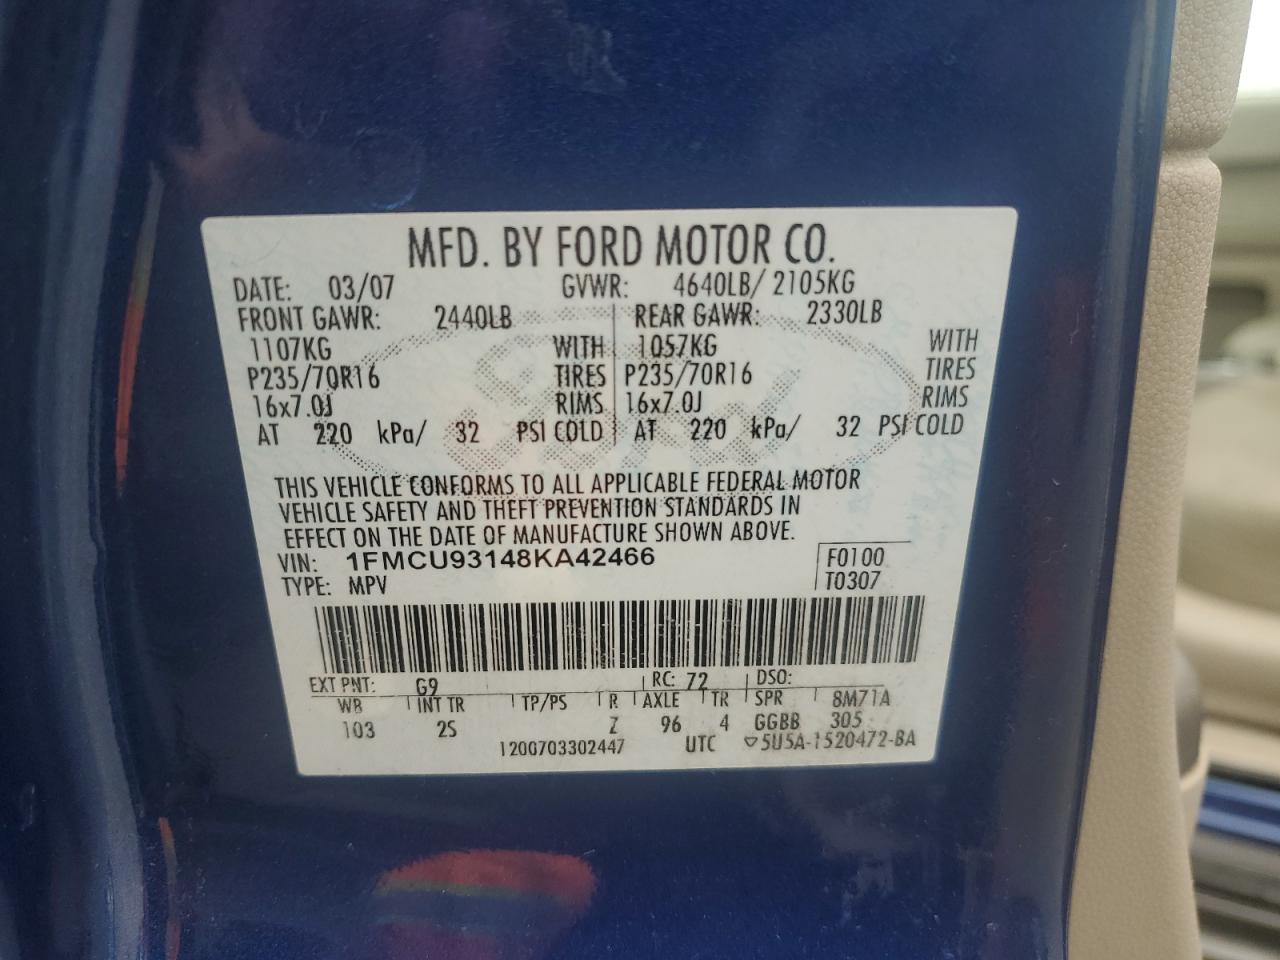 MFD. BY FORD MOTOR CO.
DATE: 03/07 GVWR: 4640LB/ 2105KG
FRONT GAWR: 2440LB REAR GAWR: 2330LB
1107KG WITH 1057KG WITH
P235/70R16 TIRES P235/70R16 TIRES
16x7.0J RIMS 16x7.0J RIMS
AT 220 kPa/ 32 PSI COLD AT 220 kPa/ 32 PSI COLD
THIS VEHICLE CONFORMS TO ALL APPLICABLE FEDERAL MOTOR
VEHICLE SAFETY AND THEFT PREVENTION STANDARDS IN
EFFECT ON THE DATE OF MANUFACTURE SHOWN ABOVE.
VIN: 1FMCU93148KA42466 F0100
TYPE: MPV T0307
EXT PNT: G9 RC: 72 DSO:
WB INT TR TP/PS R AXLE TR SPR 8M71A
103 2S Z 96 4 GGBB 305
120G703302447 UTC ▽5U5A-1520472-BA